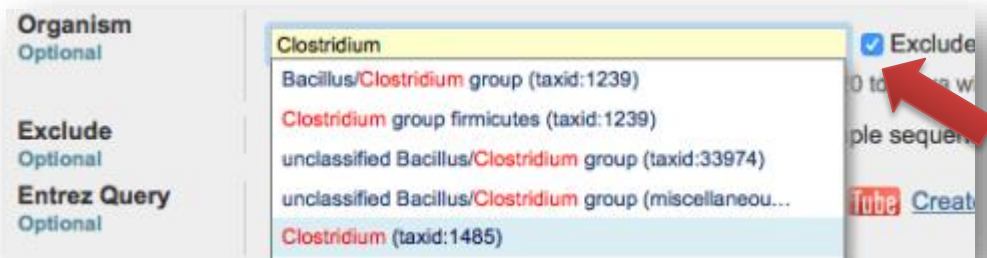 Organism
Optional
Clostridium
Exclude
Bacillus/Clostridium group (taxid:1239)
Clostridium group firmicutes (taxid:1239)
Exclude
Optional
unclassified Bacillus/Clostridium group (taxid:33974)
Entrez Query
Optional
unclassified Bacillus/Clostridium group (miscellaneou...
Tube Create
Clostridium (taxid:1485)